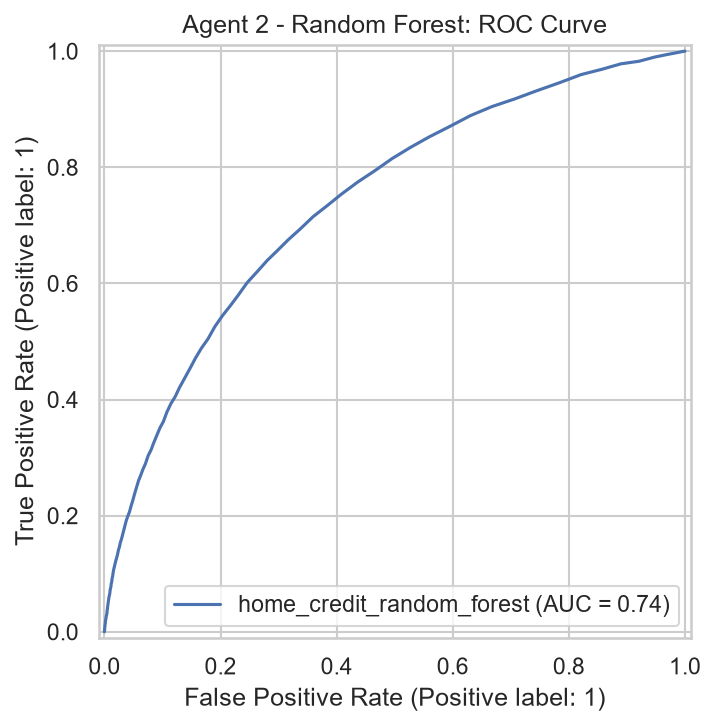 Agent 2 - Random Forest: ROC Curve
1.0
0.8
0.6
0.4
0.2
0.0
True Positive Rate (Positive label: 1)
home_credit_random_forest (AUC = 0.74)
0.0 0.2 0.4 0.6 0.8 1.0
False Positive Rate (Positive label: 1)